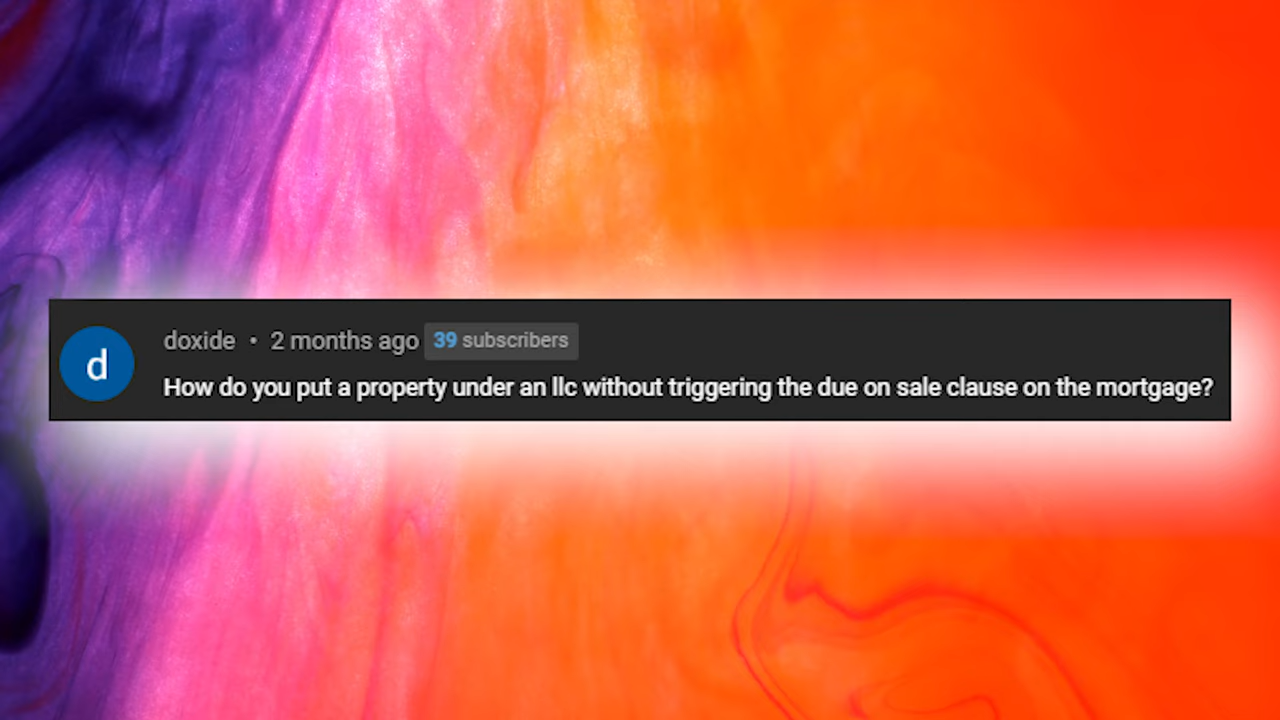 d
doxide • 2 months ago 39 subscribers
How do you put a property under an llc without triggering the due on sale clause on the mortgage?